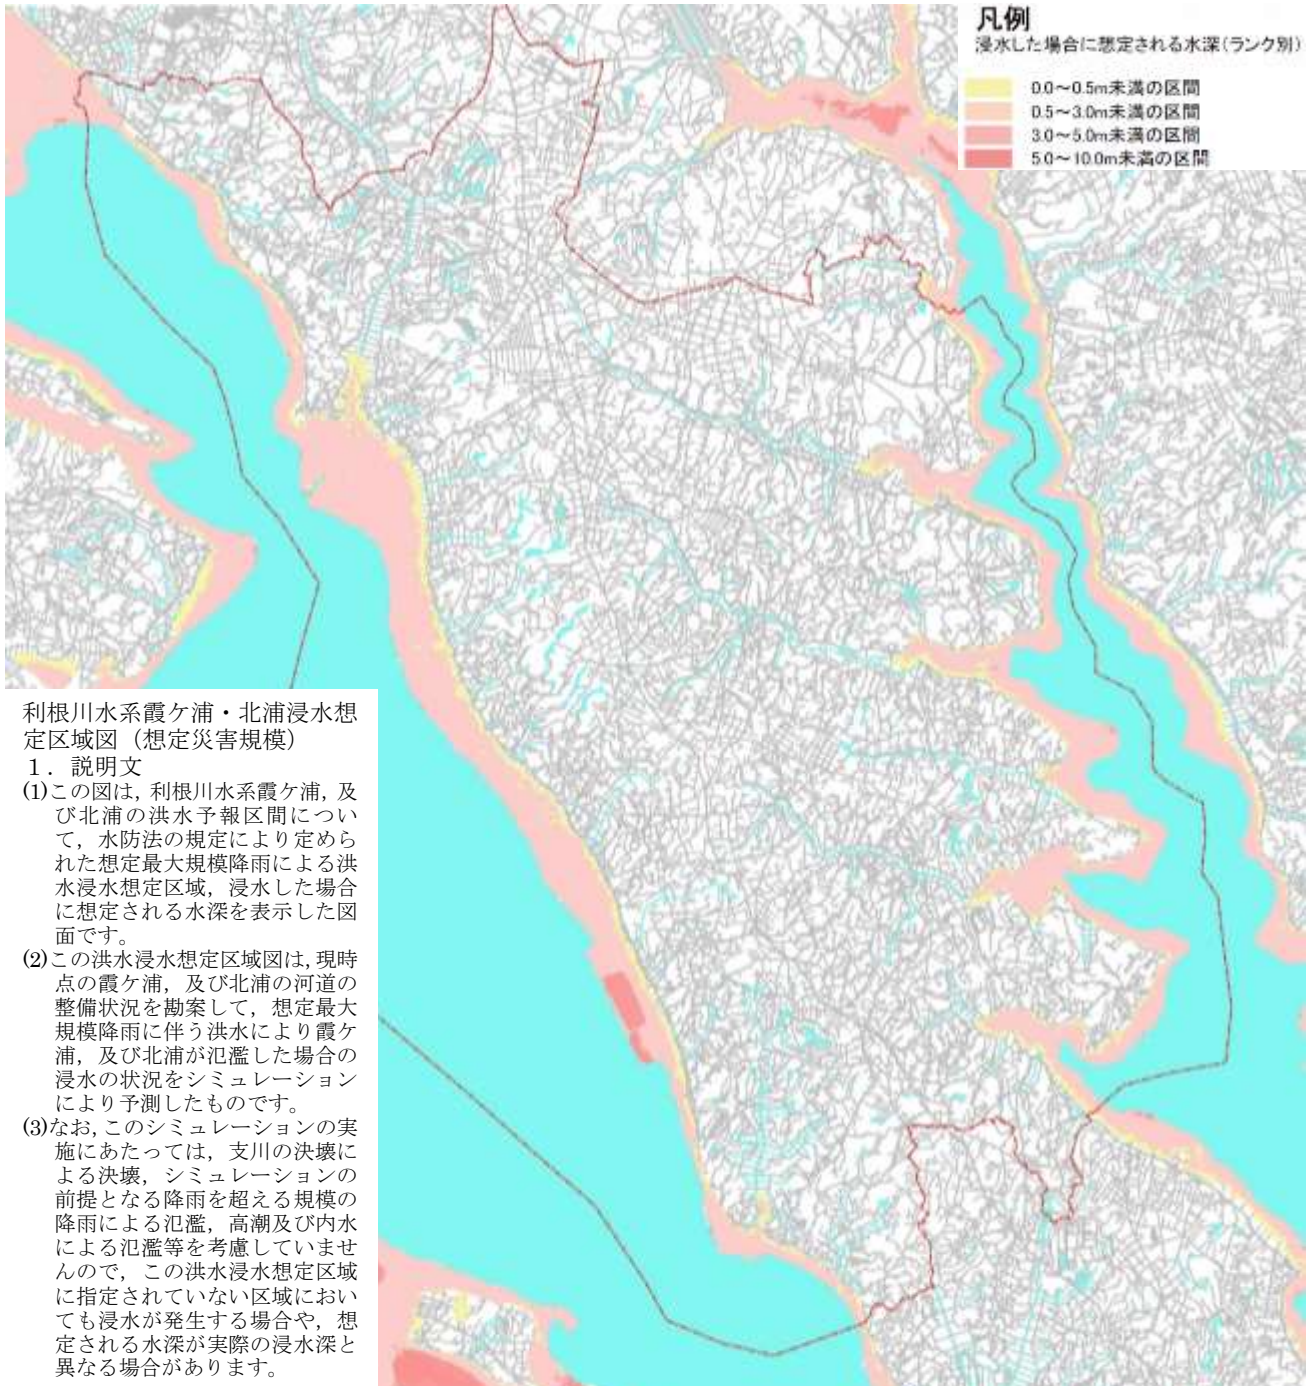 凡例
浸水した場合に想定される水深(ランク別)
0.0～0.5m未満の区間
0.5～3.0m未満の区間
3.0～5.0m未満の区間
5.0～10.0m未満の区間
利根川水系霞ケ浦・北浦浸水想
定区域図（想定災害規模）
１．説明文
(1)この図は，利根川水系霞ケ浦，及
び北浦の洪水予報区間につい
て，水防法の規定により定めら
れた想定最大規模降雨による洪
水浸水想定区域，浸水した場合
に想定される水深を表示した図
面です。
(2)この洪水浸水想定区域図は，現時
点の霞ケ浦，及び北浦の河道の
整備状況を勘案して，想定最大
規模降雨に伴う洪水により霞ケ
浦，及び北浦が氾濫した場合の
浸水の状況をシミュレーション
により予測したものです。
(3)なお，このシミュレーションの実
施にあたっては，支川の決壊に
よる決壊，シミュレーションの
前提となる降雨を超える規模の
降雨による氾濫，高潮及び内水
による氾濫等を考慮していませ
んので，この洪水浸水想定区域
に指定されていない区域におい
ても浸水が発生する場合や，想
定される水深が実際の浸水深と
異なる場合があります。